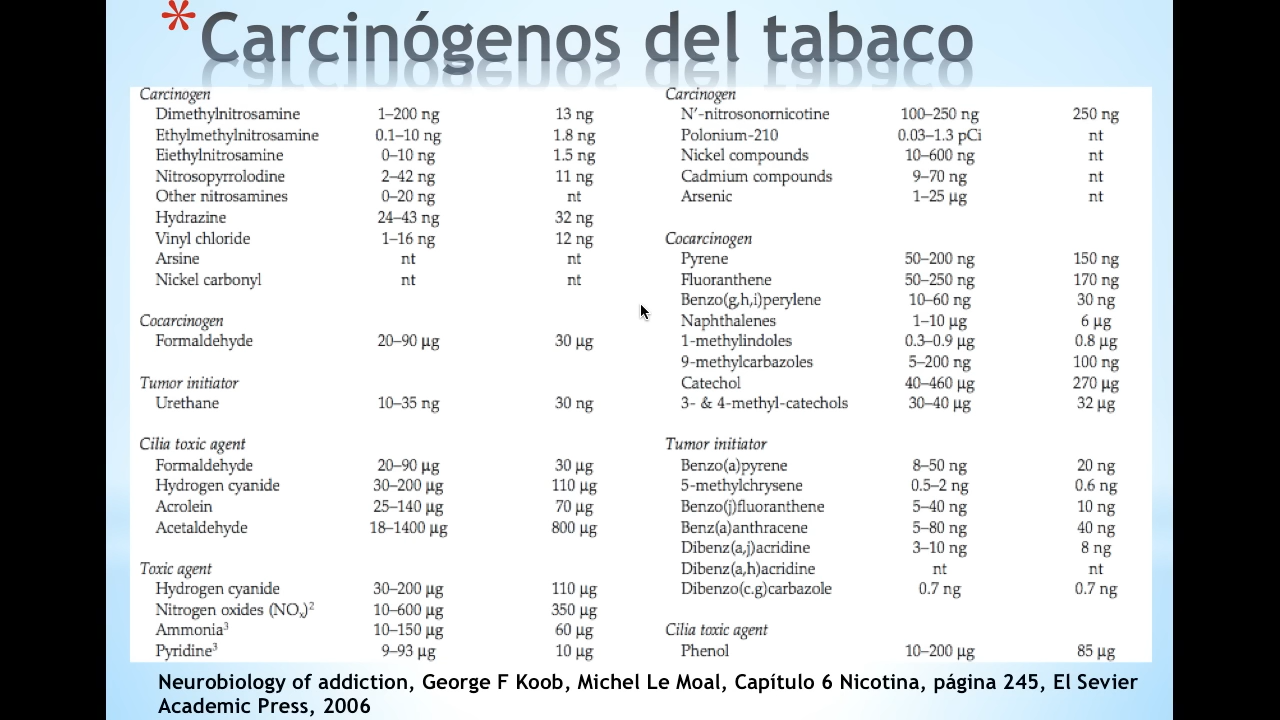 * Carcinógenos del tabaco
Carcinogen
Dimethylnitrosamine 1–200 ng 13 ng
Ethylmethylnitrosamine 0.1–10 ng 1.8 ng
Eiethylnitrosamine 0–10 ng 1.5 ng
Nitrosopyrrolodine 2–42 ng 11 ng
Other nitrosamines 0–20 ng nt
Hydrazine 24–43 ng 32 ng
Vinyl chloride 1–16 ng 12 ng
Arsine nt nt
Nickel carbonyl nt nt
Cocarcinogen
Formaldehyde 20–90 µg 30 µg
Tumor initiator
Urethane 10–35 ng 30 ng
Cilia toxic agent
Formaldehyde 20–90 µg 30 µg
Hydrogen cyanide 30–200 µg 110 µg
Acrolein 25–140 µg 70 µg
Acetaldehyde 18–1400 µg 800 µg
Toxic agent
Hydrogen cyanide 30–200 µg 110 µg
Nitrogen oxides (NOₓ)² 10–600 µg 350 µg
Ammonia³ 10–150 µg 60 µg
Pyridine³ 9–93 µg 10 µg
Carcinogen
N′-nitrosonornicotine 100–250 ng 250 ng
Polonium-210 0.03–1.3 pCi nt
Nickel compounds 10–600 ng nt
Cadmium compounds 9–70 ng nt
Arsenic 1–25 µg nt
Cocarcinogen
Pyrene 50–200 ng 150 ng
Fluoranthene 50–250 ng 170 ng
Benzo(g,h,i)perylene 10–60 ng 30 ng
Naphthalenes 1–10 µg 6 µg
1-methylindoles 0.3–0.9 µg 0.8 µg
9-methylcarbazoles 5–200 ng 100 ng
Catechol 40–460 µg 270 µg
3- & 4-methyl-catechols 30–40 µg 32 µg
Tumor initiator
Benzo(a)pyrene 8–50 ng 20 ng
5-methylchrysene 0.5–2 ng 0.6 ng
Benzo(j)fluoranthene 5–40 ng 10 ng
Benz(a)anthracene 5–80 ng 40 ng
Dibenz(a,j)acridine 3–10 ng 8 ng
Dibenz(a,h)acridine nt nt
Dibenzo(c.g)carbazole 0.7 ng 0.7 ng
Cilia toxic agent
Phenol 10–200 µg 85 µg
Neurobiology of addiction, George F Koob, Michel Le Moal, Capítulo 6 Nicotina, página 245, El Sevier
Academic Press, 2006